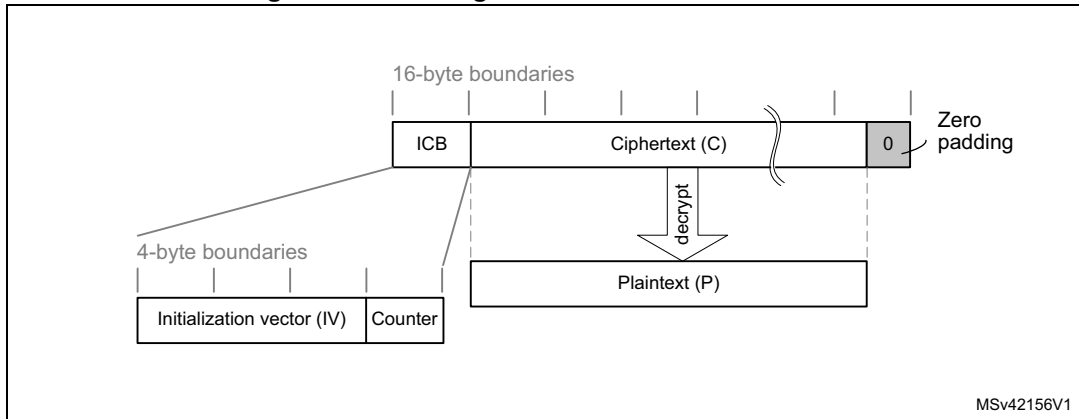 16-byte boundaries
ICB
Ciphertext (C)
0
Zero
padding
decrypt
4-byte boundaries
Plaintext (P)
Initialization vector (IV)
Counter
MSv42156V1